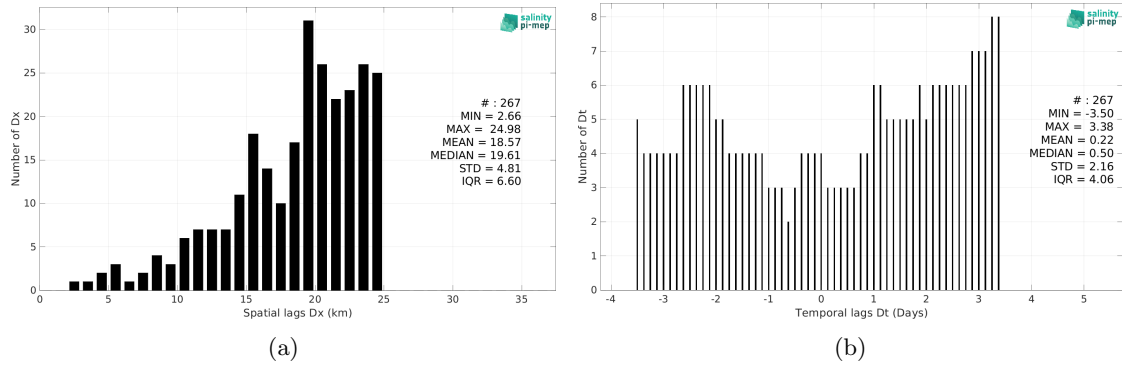 salinity
pi-mep
30
25
20
15
10
5
0
Number of Dx
# : 267
MIN = 2.66
MAX = 24.98
MEAN = 18.57
MEDIAN = 19.61
STD = 4.81
IQR = 6.60
0 5 10 15 20 25 30 35
Spatial lags Dx (km)
(a)
salinity
pi-mep
8
7
6
5
4
3
2
1
0
Number of Dt
# : 267
MIN = -3.50
MAX = 3.38
MEAN = 0.22
MEDIAN = 0.50
STD = 2.16
IQR = 4.06
-4 -3 -2 -1 0 1 2 3 4 5
Temporal lags Dt (Days)
(b)